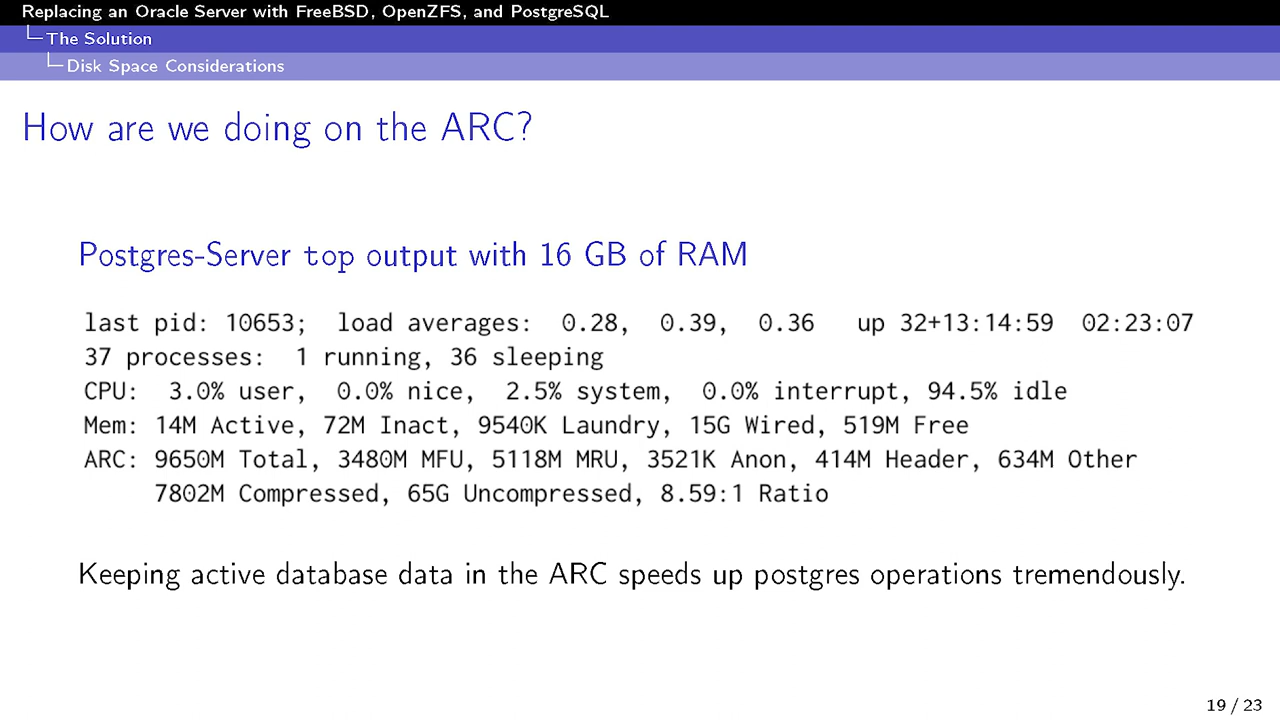 Replacing an Oracle Server with FreeBSD, OpenZFS, and PostgreSQL
The Solution
Disk Space Considerations
How are we doing on the ARC?
Postgres-Server top output with 16 GB of RAM
last pid: 10653;  load averages:  0.28,  0.39,  0.36   up 32+13:14:59  02:23:07
37 processes:  1 running, 36 sleeping
CPU:  3.0% user,  0.0% nice,  2.5% system,  0.0% interrupt, 94.5% idle
Mem: 14M Active, 72M Inact, 9540K Laundry, 15G Wired, 519M Free
ARC: 9650M Total, 3480M MFU, 5118M MRU, 3521K Anon, 414M Header, 634M Other
7802M Compressed, 65G Uncompressed, 8.59:1 Ratio
Keeping active database data in the ARC speeds up postgres operations tremendously.
19 / 23